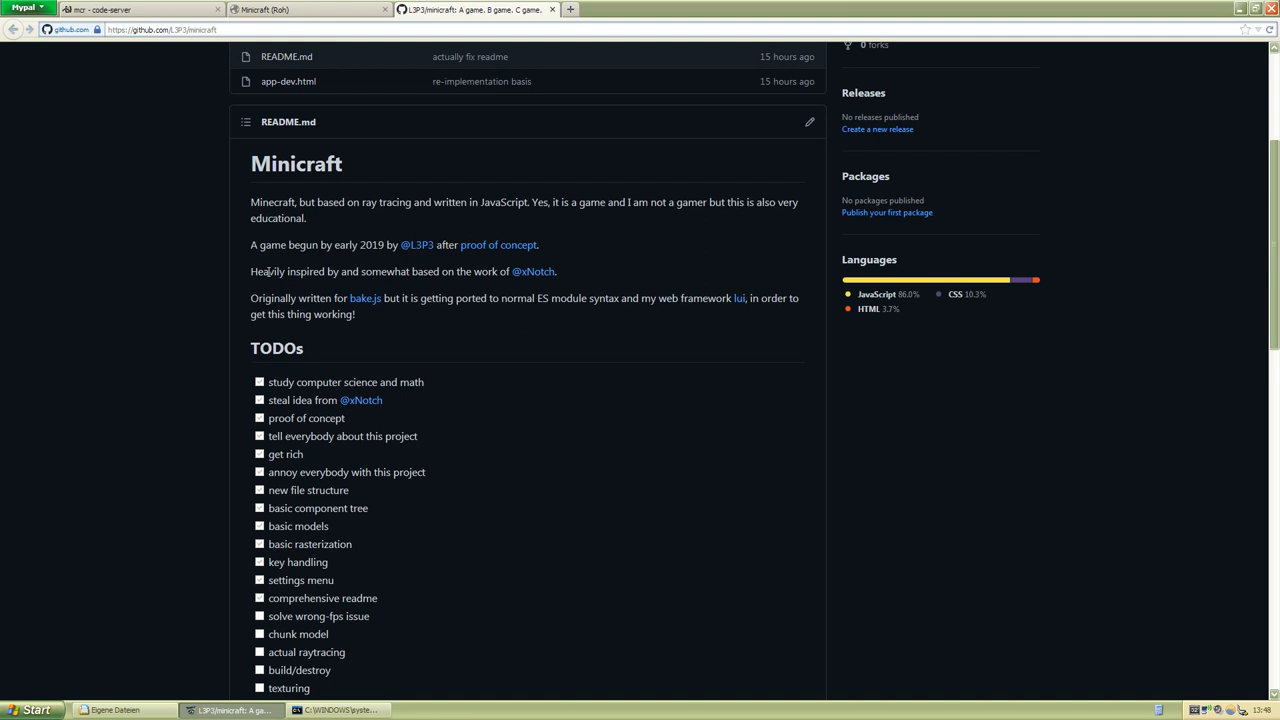 Mypal
mcr - code-server
Minicraft (Roh)
L3P3/minicraft: A game. B game. C game.
github.com
https://github.com/L3P3/minicraft
README.md actually fix readme 15 hours ago
app-dev.html re-implementation basis 15 hours ago
README.md
Minicraft
Minecraft, but based on ray tracing and written in JavaScript. Yes, it is a game and I am not a gamer but this is also very
educational.
A game begun by early 2019 by @L3P3 after proof of concept.
Heavily inspired by and somewhat based on the work of @xNotch.
Originally written for bake.js but it is getting ported to normal ES module syntax and my web framework lui, in order to
get this thing working!
TODOs
study computer science and math
steal idea from @xNotch
proof of concept
tell everybody about this project
get rich
annoy everybody with this project
new file structure
basic component tree
basic models
basic rasterization
key handling
settings menu
comprehensive readme
solve wrong-fps issue
chunk model
actual raytracing
build/destroy
texturing
0 forks
Releases
No releases published
Create a new release
Packages
No packages published
Publish your first package
Languages
JavaScript 86.0% CSS 10.3%
HTML 3.7%
Start
Eigene Dateien
L3P3/minicraft: A ga...
C:\WINDOWS\syste...
13:48